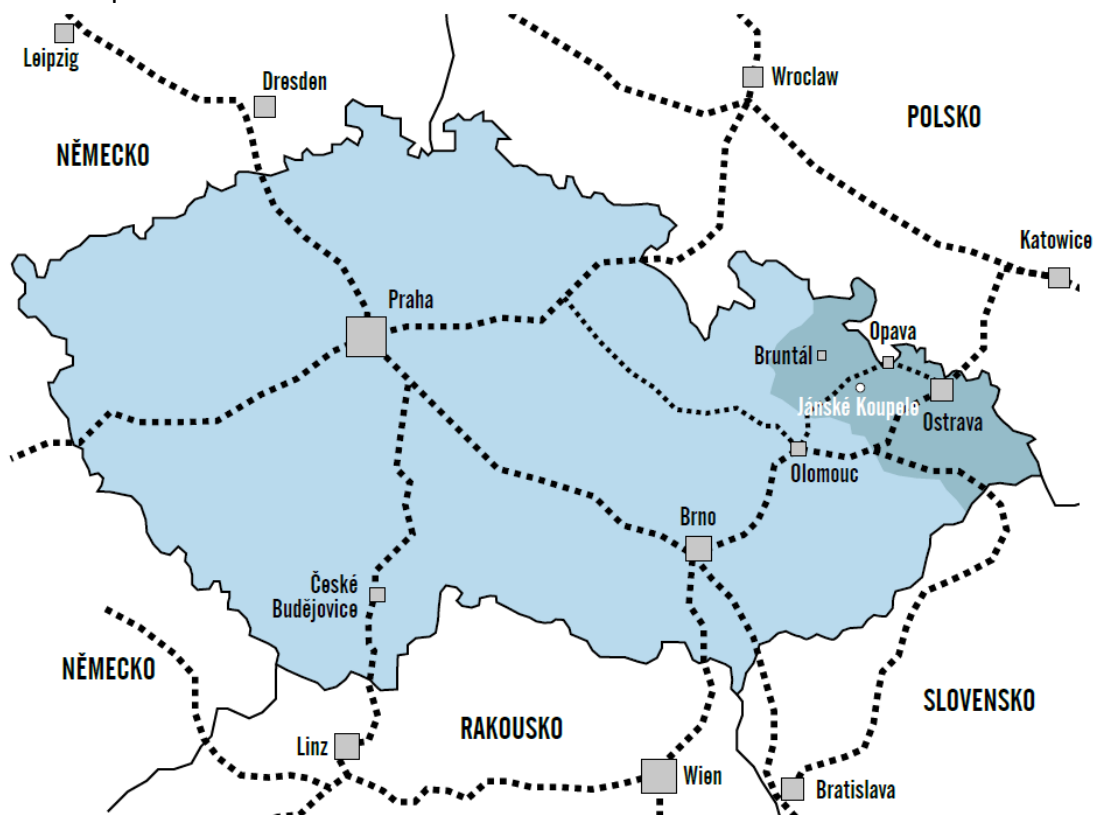 Leipzig
Dresden
Wroclaw
POLSKO
NĚMECKO
Katowice
Praha
Opava
Bruntál
Jánské Koupele
Ostrava
Olomouc
Brno
České
Budějovice
NĚMECKO
SLOVENSKO
RAKOUSKO
Linz
Wien
Bratislava